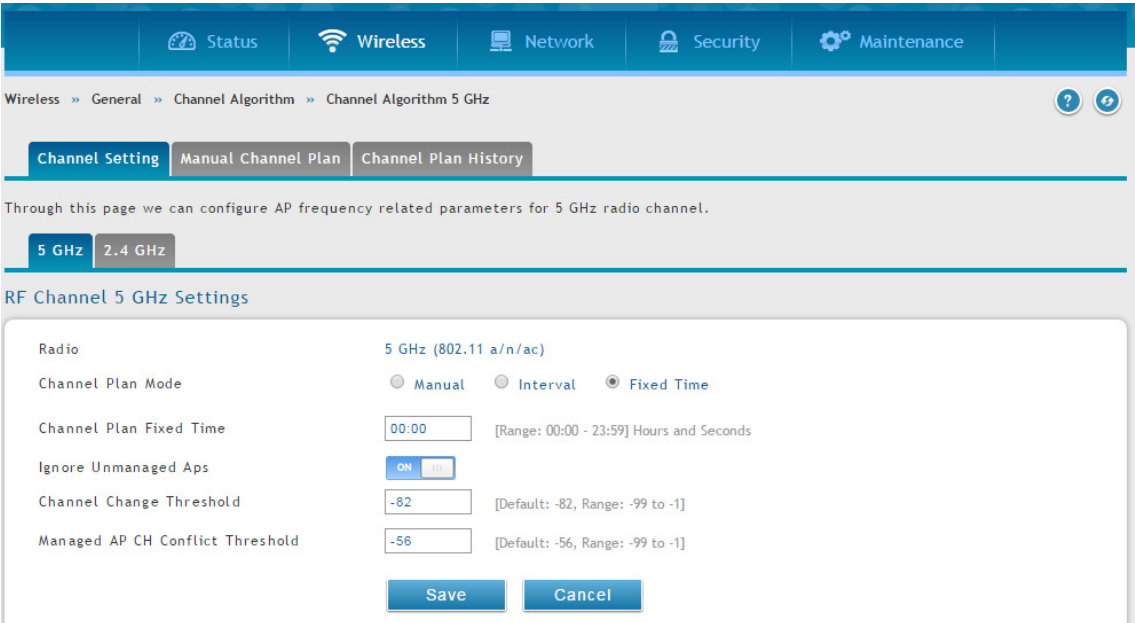 Status Wireless Network Security Maintenance
Wireless » General » Channel Algorithm » Channel Algorithm 5 GHz
Channel Setting Manual Channel Plan Channel Plan History
Through this page we can configure AP frequency related parameters for 5 GHz radio channel.
5 GHz 2.4 GHz
RF Channel 5 GHz Settings
Radio 5 GHz (802.11 a/n/ac)
Channel Plan Mode Manual Interval Fixed Time
Channel Plan Fixed Time 00:00 [Range: 00:00 - 23:59] Hours and Seconds
Ignore Unmanaged Aps ON
Channel Change Threshold -82 [Default: -82, Range: -99 to -1]
Managed AP CH Conflict Threshold -56 [Default: -56, Range: -99 to -1]
Save Cancel